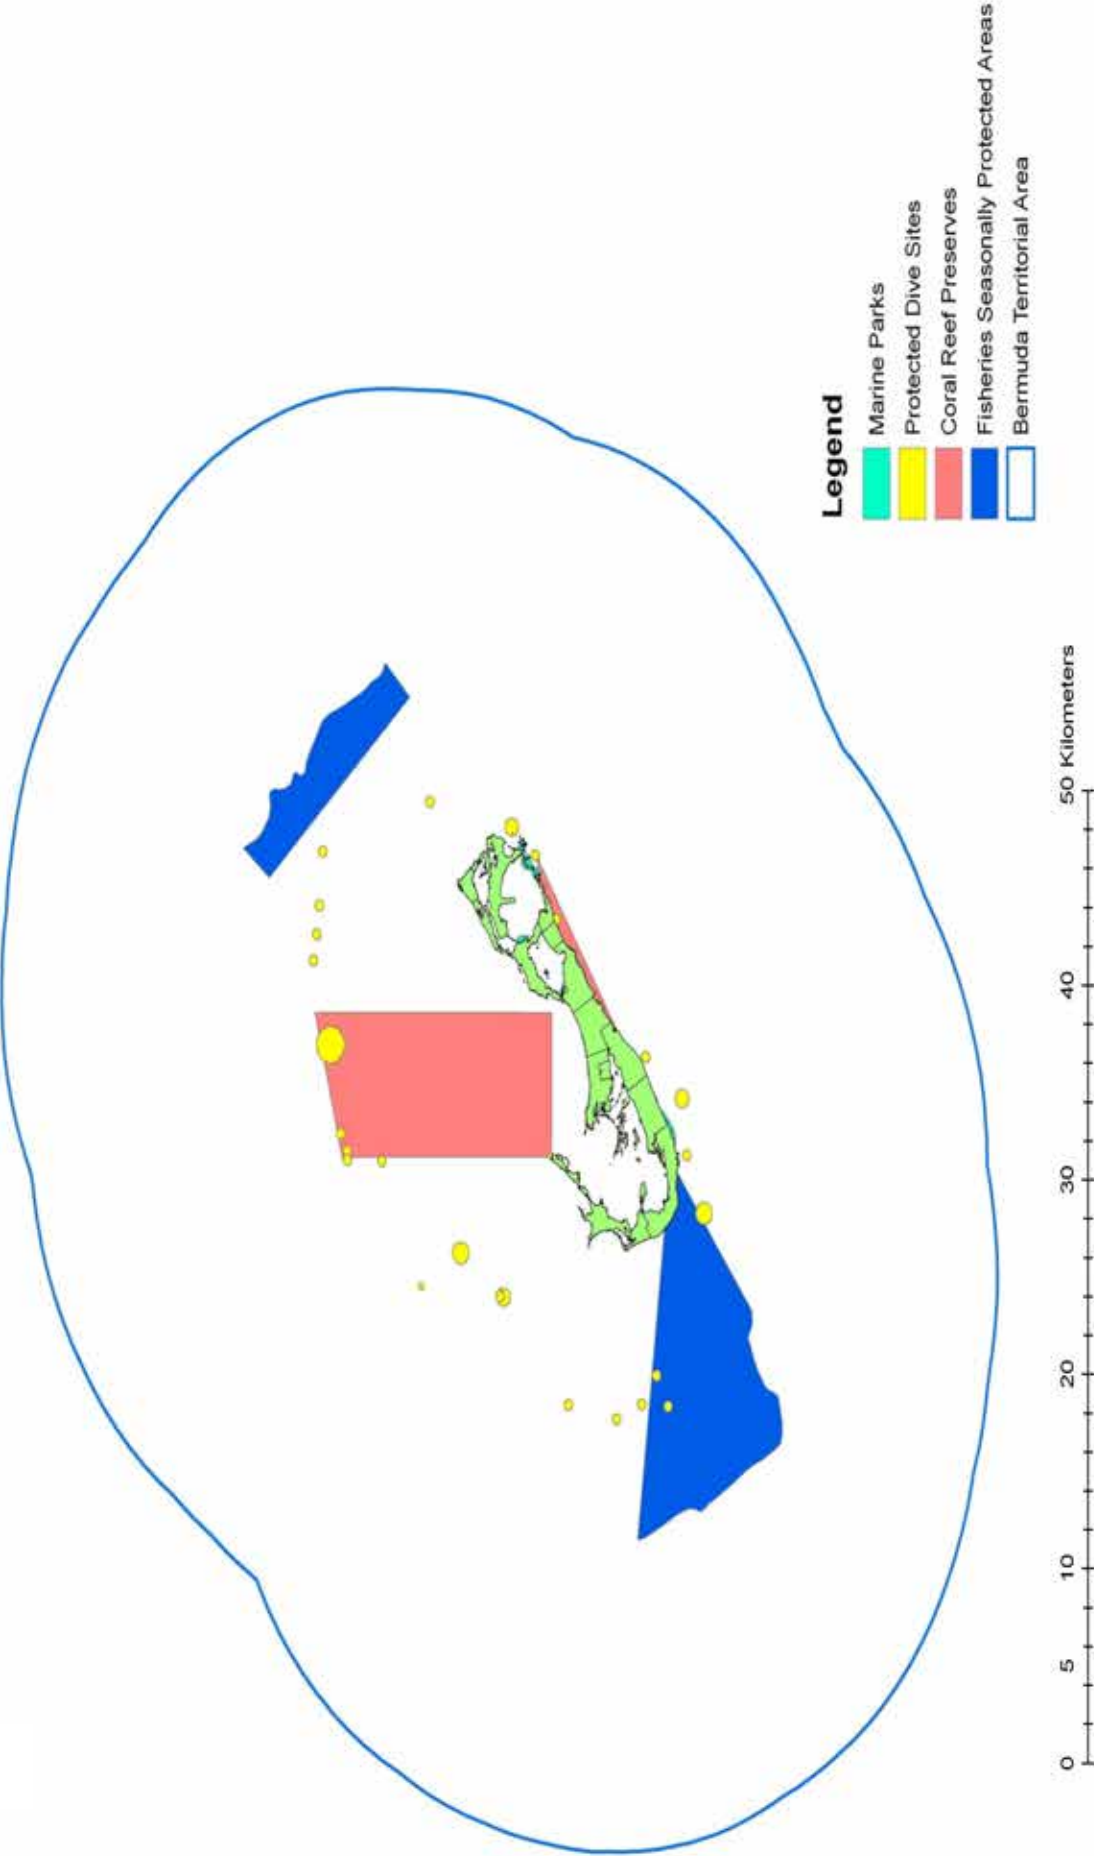 Legend
Marine Parks
Protected Dive Sites
Coral Reef Preserves
Fisheries Seasonally Protected Areas
Bermuda Territorial Area
0 5 10 20 30 40 50 Kilometers